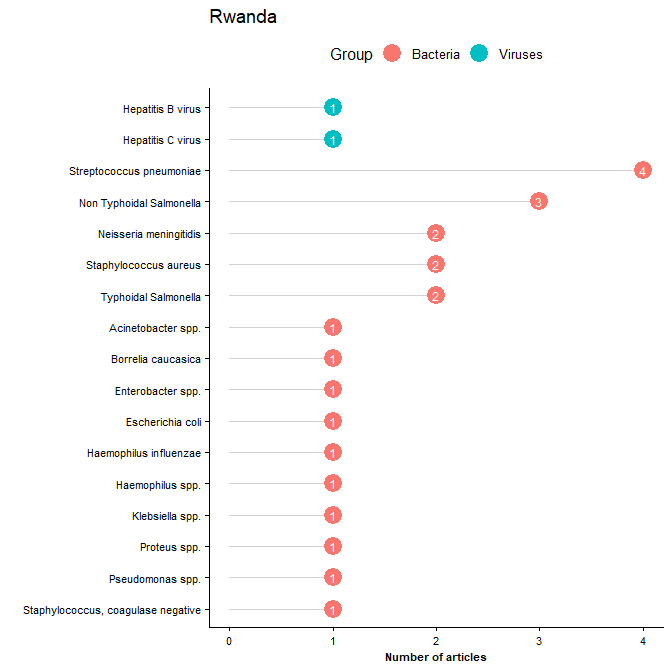 Rwanda
Group Bacteria Viruses
Hepatitis B virus 1
Hepatitis C virus 1
Streptococcus pneumoniae 4
Non Typhoidal Salmonella 3
Neisseria meningitidis 2
Staphylococcus aureus 2
Typhoidal Salmonella 2
Acinetobacter spp. 1
Borrelia caucasica 1
Enterobacter spp. 1
Escherichia coli 1
Haemophilus influenzae 1
Haemophilus spp. 1
Klebsiella spp. 1
Proteus spp. 1
Pseudomonas spp. 1
Staphylococcus, coagulase negative 1
0 1 2 3 4
Number of articles